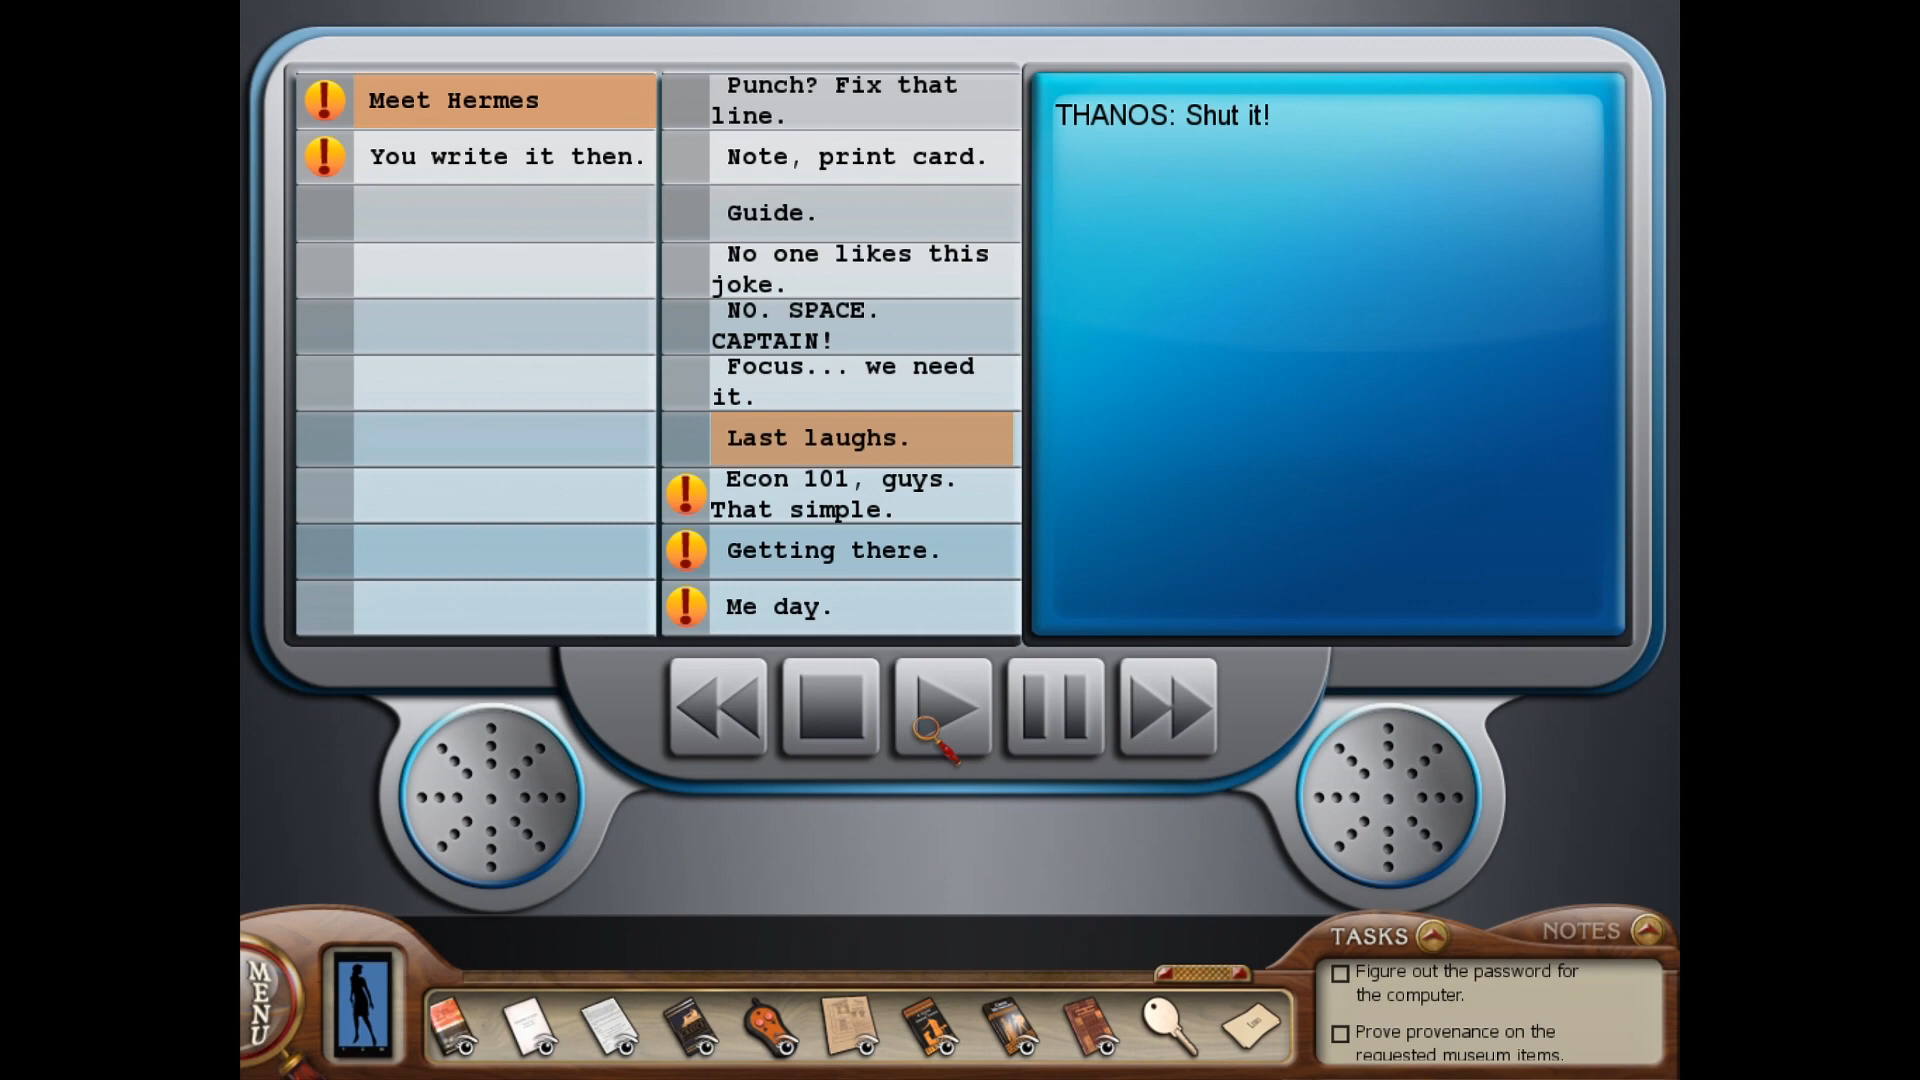 Meet Hermes
You write it then.
Punch? Fix that
line.
Note, print card.
Guide.
No one likes this
joke.
NO. SPACE.
CAPTAIN!
Focus... we need
it.
Last laughs.
Econ 101, guys.
That simple.
Getting there.
Me day.
THANOS: Shut it!
MENU
TASKS
NOTES
Figure out the password for
the computer.
Prove provenance on the
requested museum items.